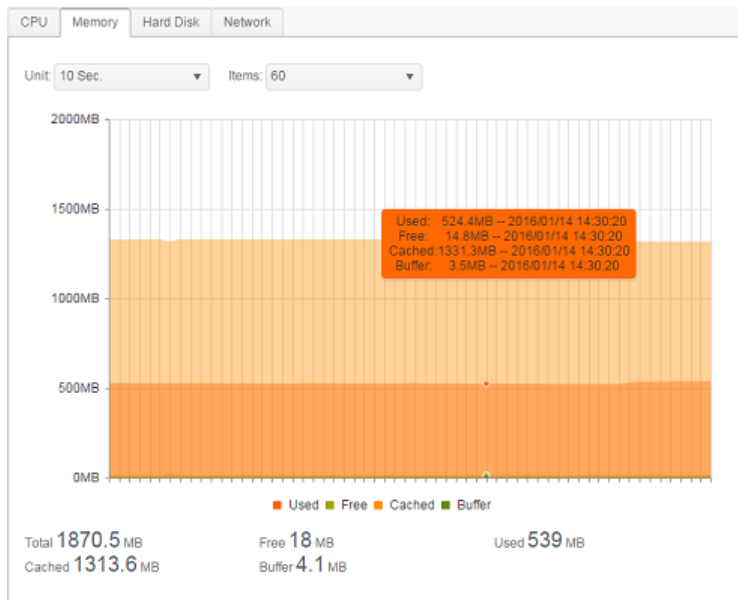 CPU Memory Hard Disk Network
Unit: 10 Sec. Items: 60
2000MB
1500MB
Used: 524.4MB -- 2016/01/14 14:30:20
Free: 14.8MB -- 2016/01/14 14:30:20
Cached:1331.3MB -- 2016/01/14 14:30:20
Buffer: 3.5MB -- 2016/01/14 14:30:20
1000MB
500MB
0MB
Used Free Cached Buffer
Total 1870.5 MB Free 18 MB Used 539 MB
Cached 1313.6 MB Buffer 4.1 MB